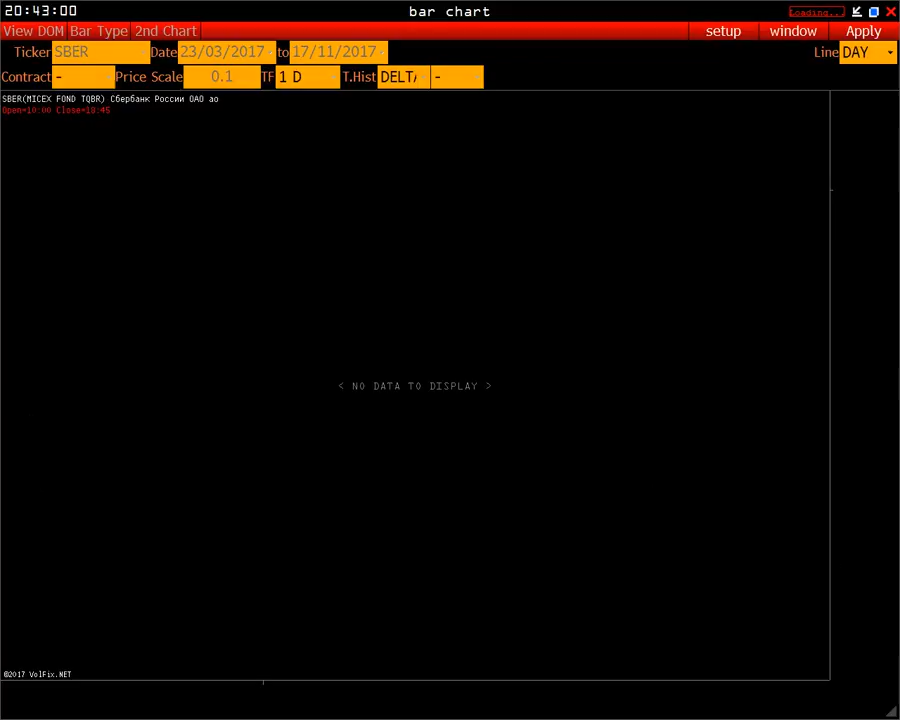 20:43:00 bar chart Loading...
View DOM Bar Type 2nd Chart setup window Apply
Ticker SBER Date 23/03/2017 to 17/11/2017 Line DAY
Contract - Price Scale 0.1 TF 1 D T.Hist DELT -
SBER(MICEX FOND TQBR) Сбербанк России ОАО ао
Open=10:00 Close=18:45
< NO DATA TO DISPLAY >
©2017 VolFix.NET